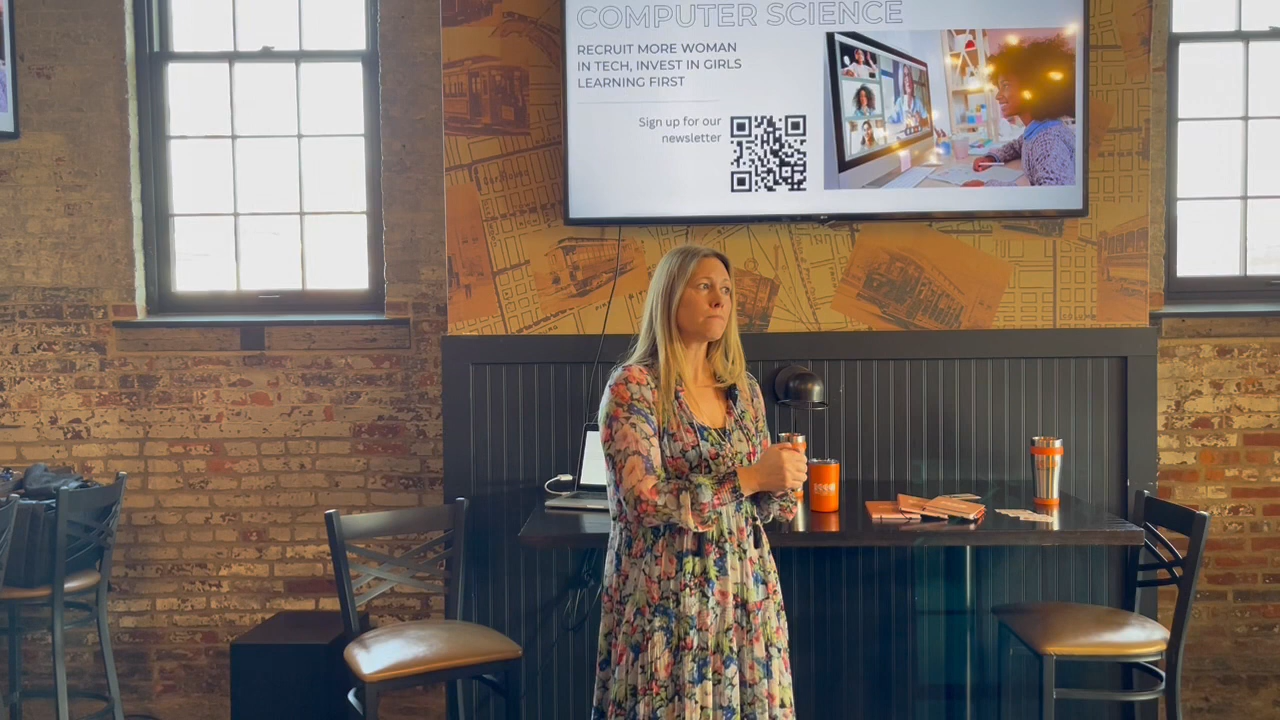 COMPUTER SCIENCE
RECRUIT MORE WOMAN
IN TECH, INVEST IN GIRLS
LEARNING FIRST
Sign up for our
newsletter